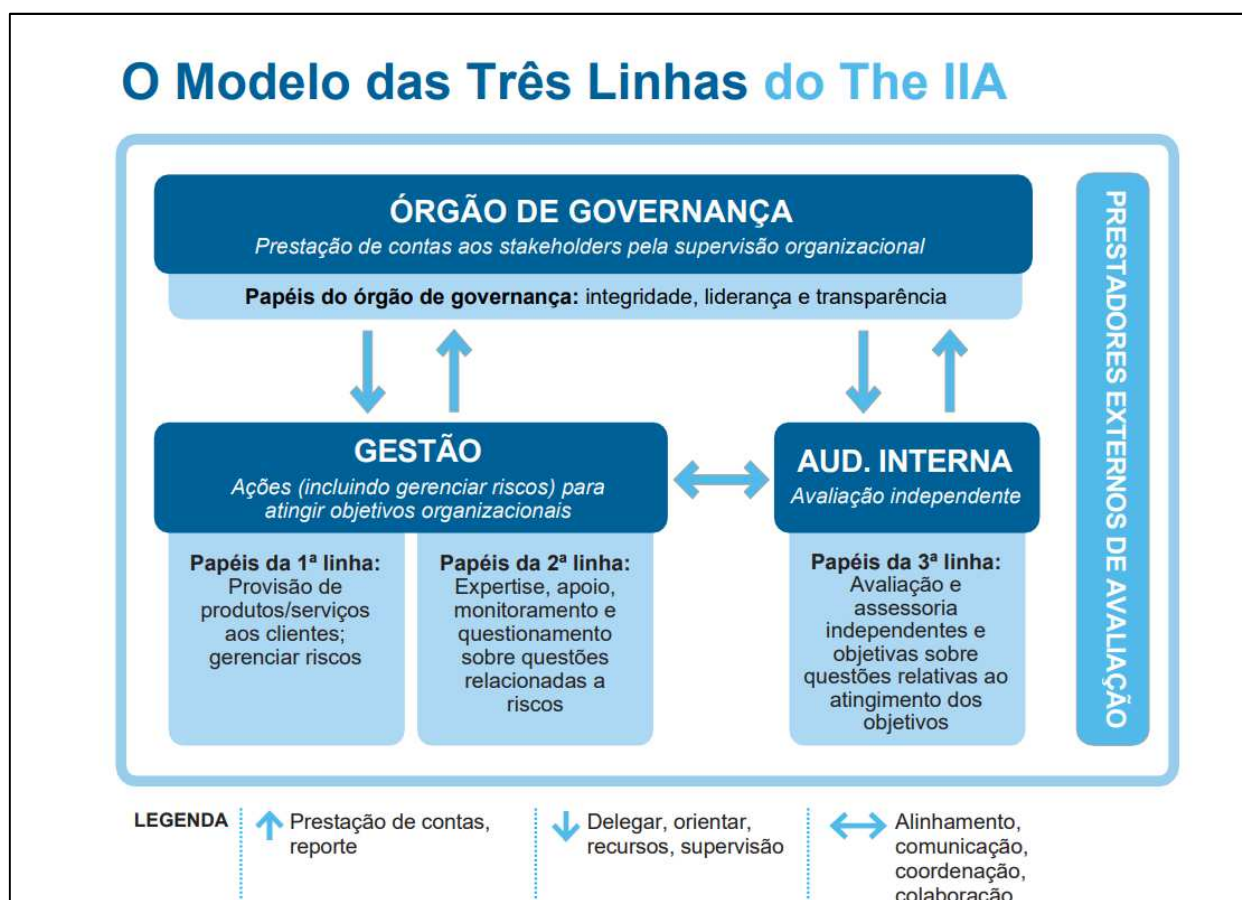 O Modelo das Três Linhas do The IIA
ÓRGÃO DE GOVERNANÇA
Prestação de contas aos stakeholders pela supervisão organizacional
Papéis do órgão de governança: integridade, liderança e transparência
GESTÃO
Ações (incluindo gerenciar riscos) para
atingir objetivos organizacionais
Papéis da 1ª linha:
Provisão de
produtos/serviços
aos clientes;
gerenciar riscos
Papéis da 2ª linha:
Expertise, apoio,
monitoramento e
questionamento
sobre questões
relacionadas a
riscos
AUD. INTERNA
Avaliação independente
Papéis da 3ª linha:
Avaliação e
assessoria
independentes e
objetivas sobre
questões relativas ao
atingimento dos
objetivos
PRESTADORES EXTERNOS DE AVALIAÇÃO
LEGENDA
Prestação de contas,
reporte
Delegar, orientar,
recursos, supervisão
Alinhamento,
comunicação,
coordenação,
colaboração